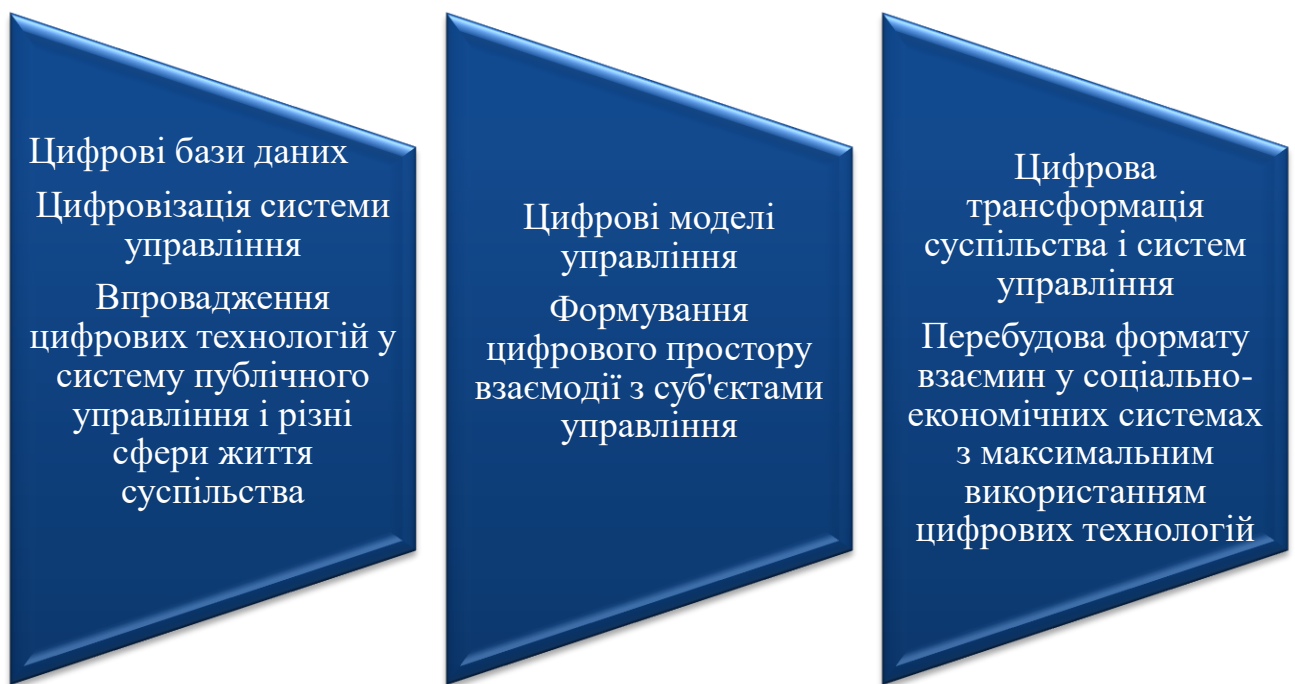 Цифрові бази даних
Цифровізація системи
управління
Впровадження
цифрових технологій у
систему публічного
управління і різні
сфери життя
суспільства
Цифрові моделі
управління
Формування
цифрового простору
взаємодії з суб'єктами
управління
Цифрова
трансформація
суспільства і систем
управління
Перебудова формату
взаємин у соціально-
економічних системах
з максимальним
використанням
цифрових технологій